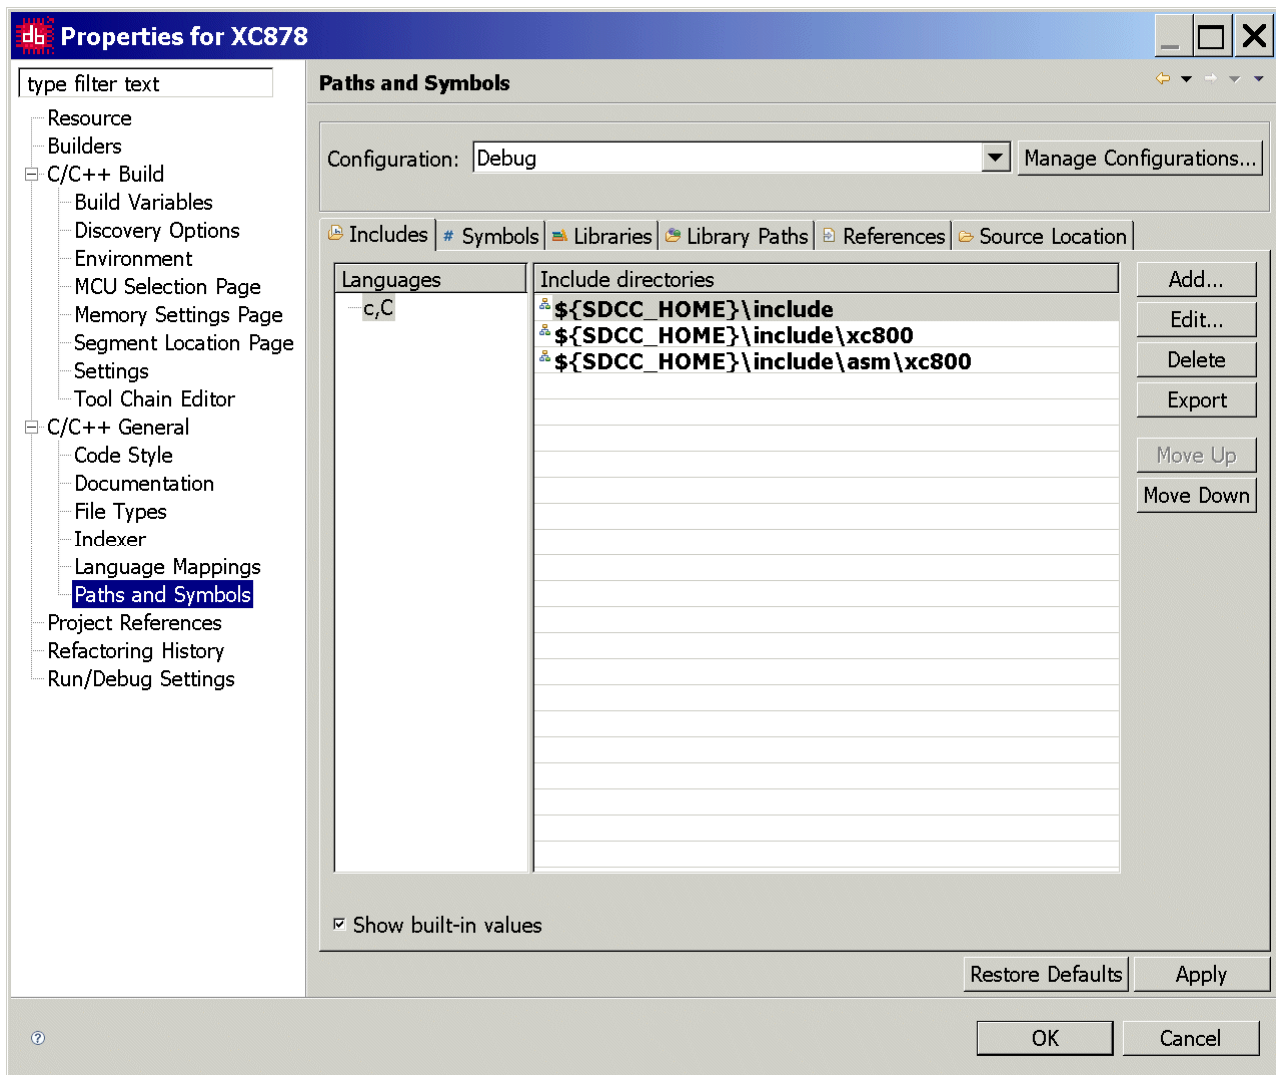 db Properties for XC878
type filter text
Resource
Builders
C/C++ Build
Build Variables
Discovery Options
Environment
MCU Selection Page
Memory Settings Page
Segment Location Page
Settings
Tool Chain Editor
C/C++ General
Code Style
Documentation
File Types
Indexer
Language Mappings
Paths and Symbols
Project References
Refactoring History
Run/Debug Settings
Paths and Symbols
Configuration: Debug Manage Configurations...
Includes # Symbols Libraries Library Paths References Source Location
Languages Include directories
c,C
${SDCC_HOME}\include
${SDCC_HOME}\include\xc800
${SDCC_HOME}\include\asm\xc800
Add...
Edit...
Delete
Export
Move Up
Move Down
Show built-in values
Restore Defaults Apply
? OK Cancel